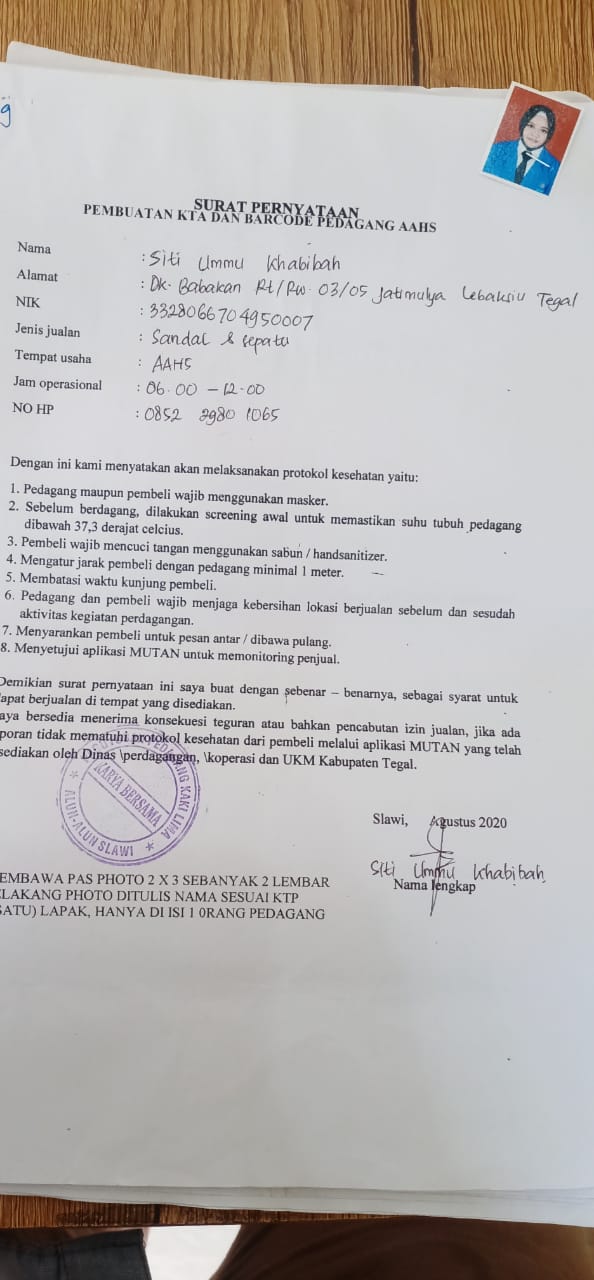 g
SURAT PERNYATAAN
PEMBUATAN KTA DAN BARCODE PEDAGANG AAHS
Nama : Siti Ummu Khabibah
Alamat : Dk. Babakan Rt/Rw. 03/05 Jatimulya Lebaksiu Tegal
NIK : 3328066704950007
Jenis jualan : Sandal & sepatu
Tempat usaha : AAHS
Jam operasional : 06.00 - 12.00
NO HP : 0852 2980 1065
Dengan ini kami menyatakan akan melaksanakan protokol kesehatan yaitu:
1. Pedagang maupun pembeli wajib menggunakan masker.
2. Sebelum berdagang, dilakukan screening awal untuk memastikan suhu tubuh pedagang
dibawah 37,3 derajat celcius.
3. Pembeli wajib mencuci tangan menggunakan sabun / handsanitizer.
4. Mengatur jarak pembeli dengan pedagang minimal 1 meter.
5. Membatasi waktu kunjung pembeli.
6. Pedagang dan pembeli wajib menjaga kebersihan lokasi berjualan sebelum dan sesudah
aktivitas kegiatan perdagangan.
7. Menyarankan pembeli untuk pesan antar / dibawa pulang.
8. Menyetujui aplikasi MUTAN untuk memonitoring penjual.
Demikian surat pernyataan ini saya buat dengan sebenar – benarnya, sebagai syarat untuk
apat berjualan di tempat yang disediakan.
aya bersedia menerima konsekuesi teguran atau bahkan pencabutan izin jualan, jika ada
poran tidak mematuhi protokol kesehatan dari pembeli melalui aplikasi MUTAN yang telah
sediakan oleh Dinas \perdagangan, \koperasi dan UKM Kabupaten Tegal.
PEDAGANG KAKI LIMA
KARYA BERSAMA
* ALUN-ALUN SLAWI *
Slawi, Agustus 2020
Siti Ummu Khabibah
Nama lengkap
EMBAWA PAS PHOTO 2 X 3 SEBANYAK 2 LEMBAR
LAKANG PHOTO DITULIS NAMA SESUAI KTP
SATU) LAPAK, HANYA DI ISI 1 0RANG PEDAGANG